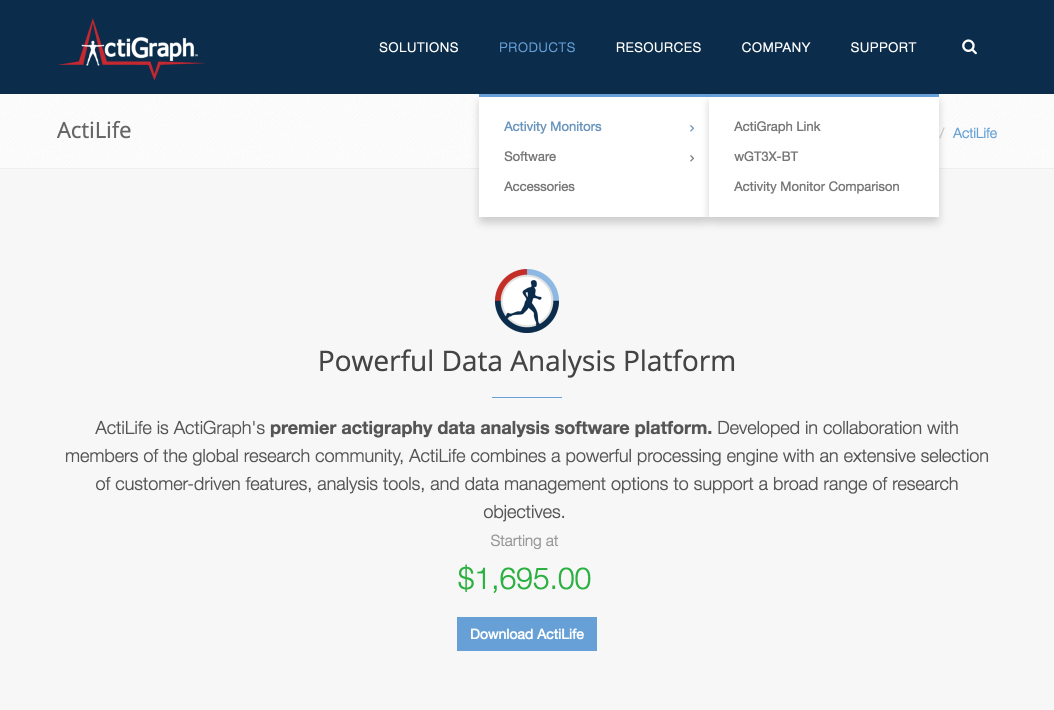 ctiGraph
SOLUTIONS
PRODUCTS
RESOURCES
COMPANY
SUPPORT
ActiLife
/ ActiLife
Activity Monitors ›
Software ›
Accessories
ActiGraph Link
wGT3X-BT
Activity Monitor Comparison
Powerful Data Analysis Platform
ActiLife is ActiGraph's premier actigraphy data analysis software platform. Developed in collaboration with
members of the global research community, ActiLife combines a powerful processing engine with an extensive selection
of customer-driven features, analysis tools, and data management options to support a broad range of research
objectives.
Starting at
$1,695.00
Download ActiLife